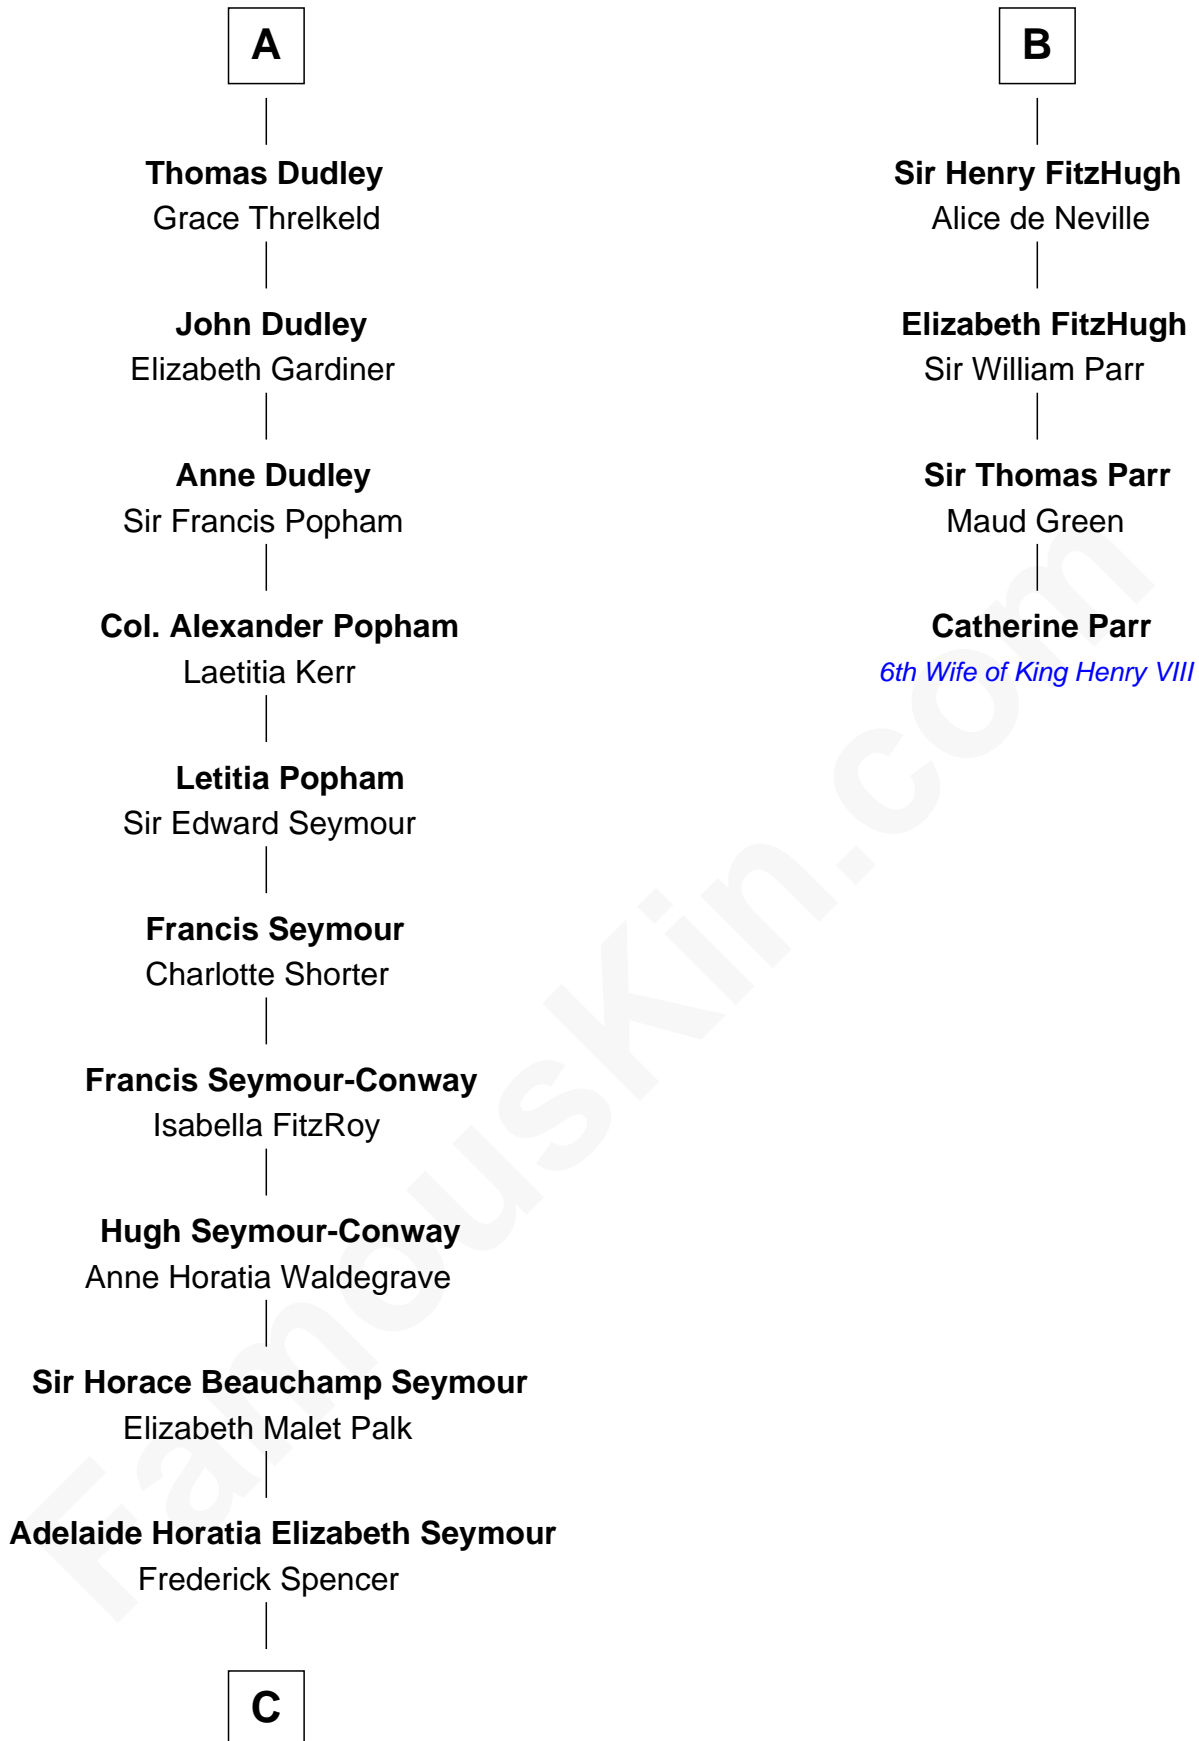 A
Thomas Dudley
Grace Threlkeld
John Dudley
Elizabeth Gardiner
Anne Dudley
Sir Francis Popham
Col. Alexander Popham
Laetitia Kerr
Letitia Popham
Sir Edward Seymour
Francis Seymour
Charlotte Shorter
Francis Seymour-Conway
Isabella FitzRoy
Hugh Seymour-Conway
Anne Horatia Waldegrave
Sir Horace Beauchamp Seymour
Elizabeth Malet Palk
Adelaide Horatia Elizabeth Seymour
Frederick Spencer
C
B
Sir Henry FitzHugh
Alice de Neville
Elizabeth FitzHugh
Sir William Parr
Sir Thomas Parr
Maud Green
Catherine Parr
6th Wife of King Henry VIII
FamousKin.com